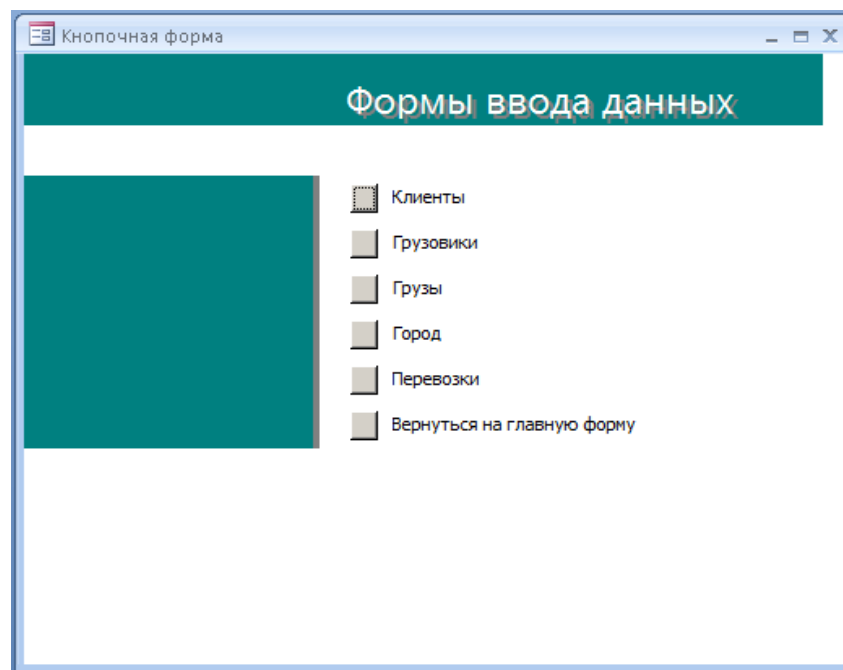 Кнопочная форма
Формы ввода данных
Клиенты
Грузовики
Грузы
Город
Перевозки
Вернуться на главную форму